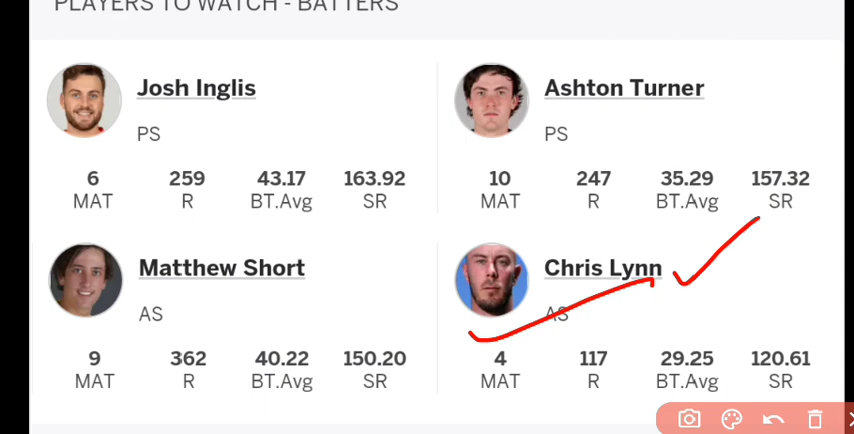 PLAYERS TO WATCH - BATTERS
Josh Inglis
PS
6 259 43.17 163.92
MAT R BT.Avg SR
Ashton Turner
PS
10 247 35.29 157.32
MAT R BT.Avg SR
Matthew Short
AS
9 362 40.22 150.20
MAT R BT.Avg SR
Chris Lynn
AS
4 117 29.25 120.61
MAT R BT.Avg SR